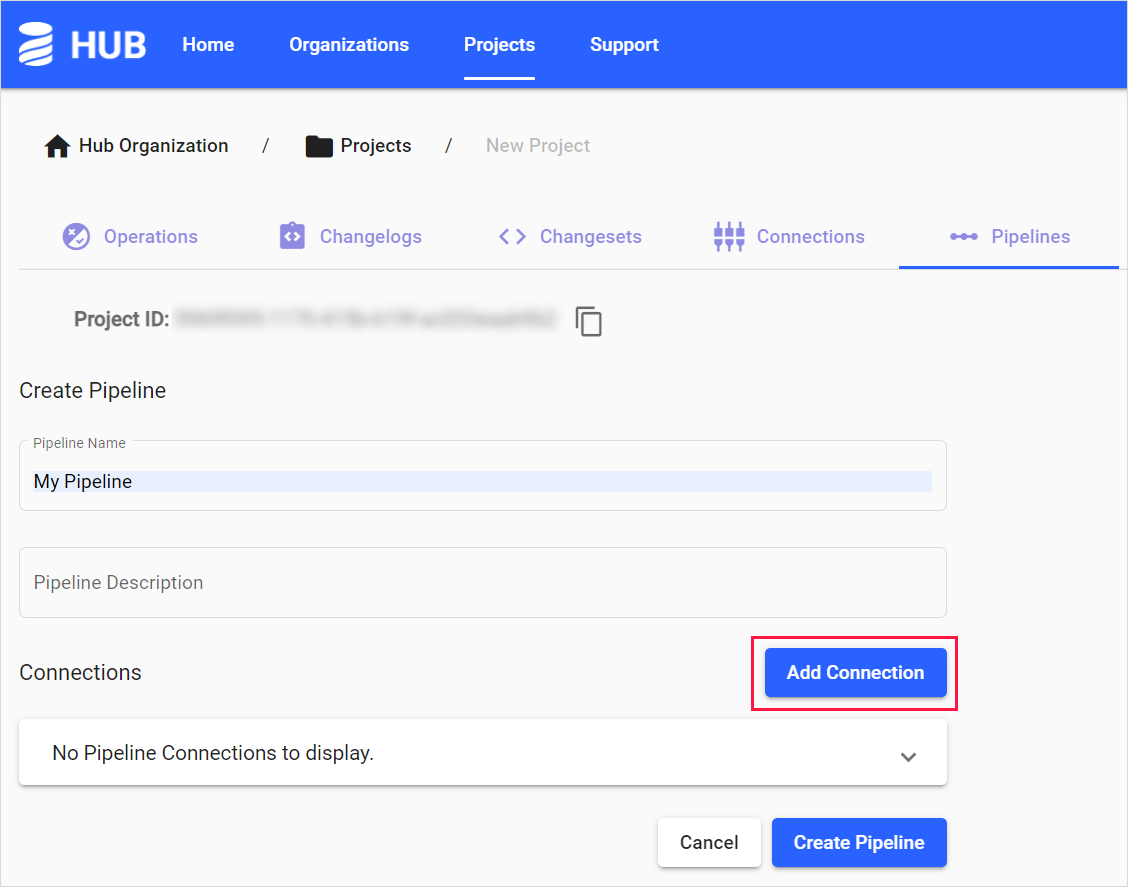 HUB Home Organizations Projects Support
Hub Organization / Projects / New Project
Operations Changelogs Changesets Connections Pipelines
Project ID:
Create Pipeline
Pipeline Name
My Pipeline
Pipeline Description
Connections Add Connection
No Pipeline Connections to display.
Cancel Create Pipeline